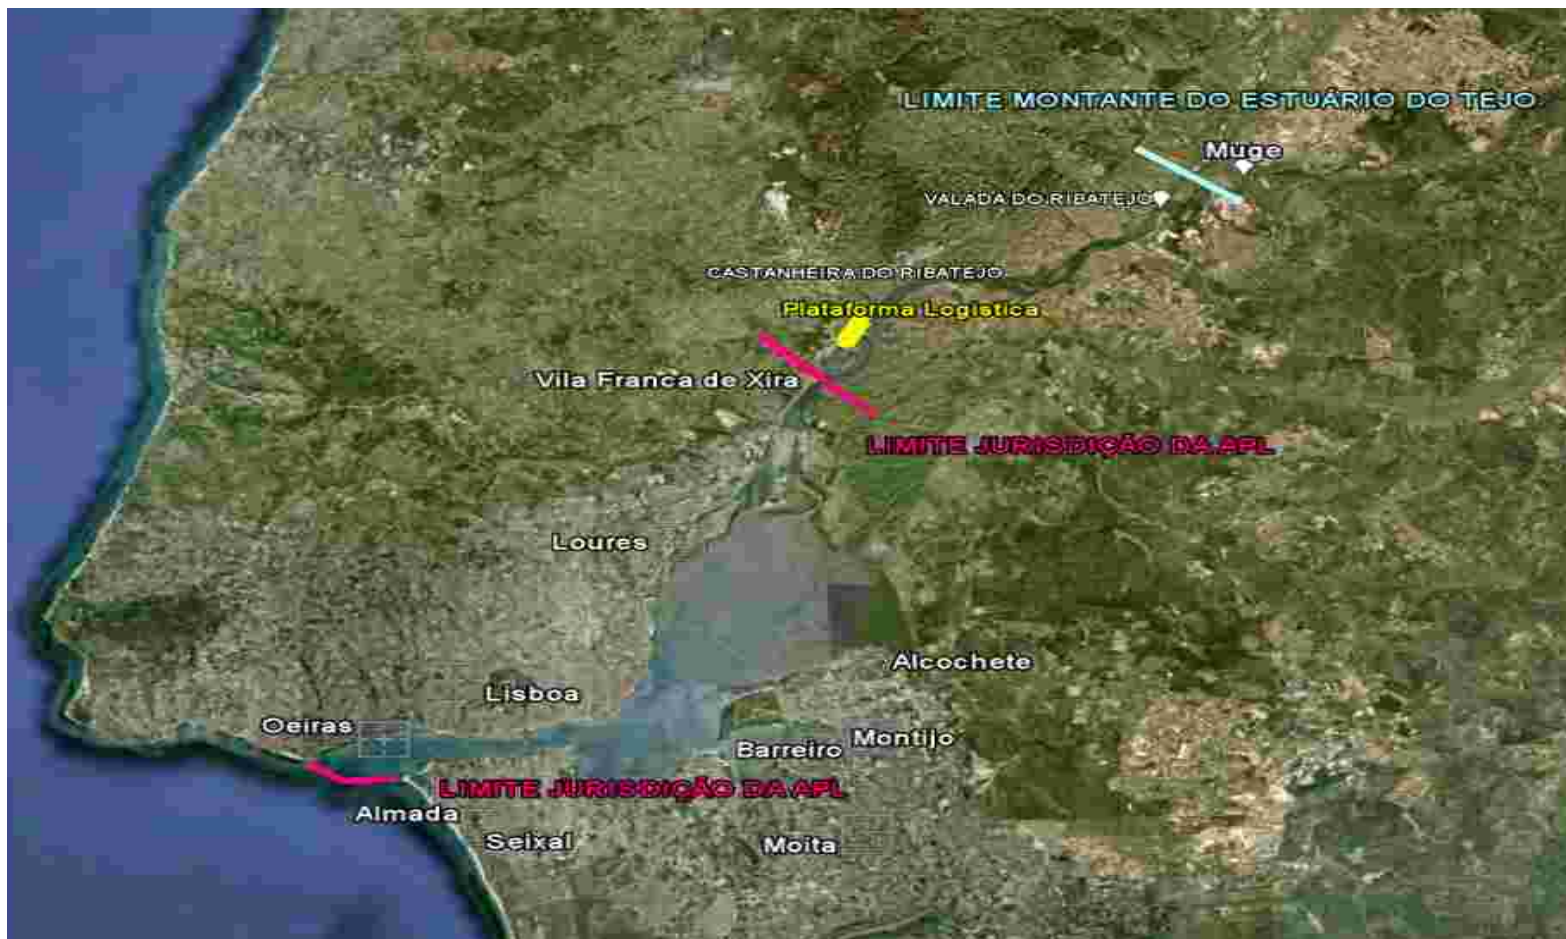 LIMITE MONTANTE DO ESTUÁRIO DO TEJO
Muge
VALADA DO RIBATEJO
CASTANHEIRA DO RIBATEJO
Plataforma Logística
Vila Franca de Xira
LIMITE JURISDIÇÃO DA APL
Loures
Alcochete
Lisboa
Oeiras
Montijo
Barreiro
LIMITE JURISDIÇÃO DA APL
Almada
Seixal
Moita